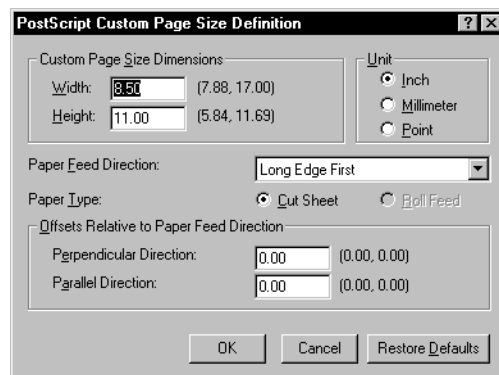 PostScript Custom Page Size Definition
Custom Page Size Dimensions
Width: 8.50 (7.88, 17.00)
Height: 11.00 (5.84, 11.69)
Unit
Inch
Millimeter
Point
Paper Feed Direction: Long Edge First
Paper Type: Cut Sheet Roll Feed
Offsets Relative to Paper Feed Direction
Perpendicular Direction: 0.00 (0.00, 0.00)
Parallel Direction: 0.00 (0.00, 0.00)
OK Cancel Restore Defaults